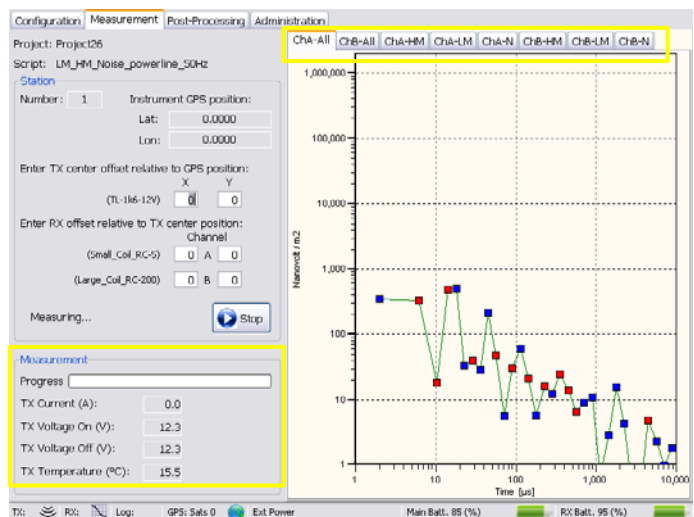 Configuration Measurement Post-Processing Administration
Project: Project26
Script: LM_HM_Noise_powerline_50Hz
Station
Number: 1 Instrument GPS position:
Lat: 0.0000
Lon: 0.0000
Enter TX center offset relative to GPS position:
X Y
(TL-1k6-12V) 0 0
Enter RX offset relative to TX center position:
Channel
(Small_Coil_RC-5) 0 A 0
(Large_Coil_RC-200) 0 B 0
Measuring... Stop
Measurement
Progress
TX Current (A): 0.0
TX Voltage On (V): 12.3
TX Voltage Off (V): 12.3
TX Temperature (ºC): 15.5
ChA-All ChB-All ChA-HM ChA-LM ChA-N ChB-HM ChB-LM ChB-N
1,000,000
100,000
10,000
1,000
100
10
1
Nanovolt / m2
1 10 100 1,000 10,000
Time [µs]
TX: RX: Log: GPS: Sats 0 Ext Power Main Batt. 85 (%) RX Batt. 95 (%)